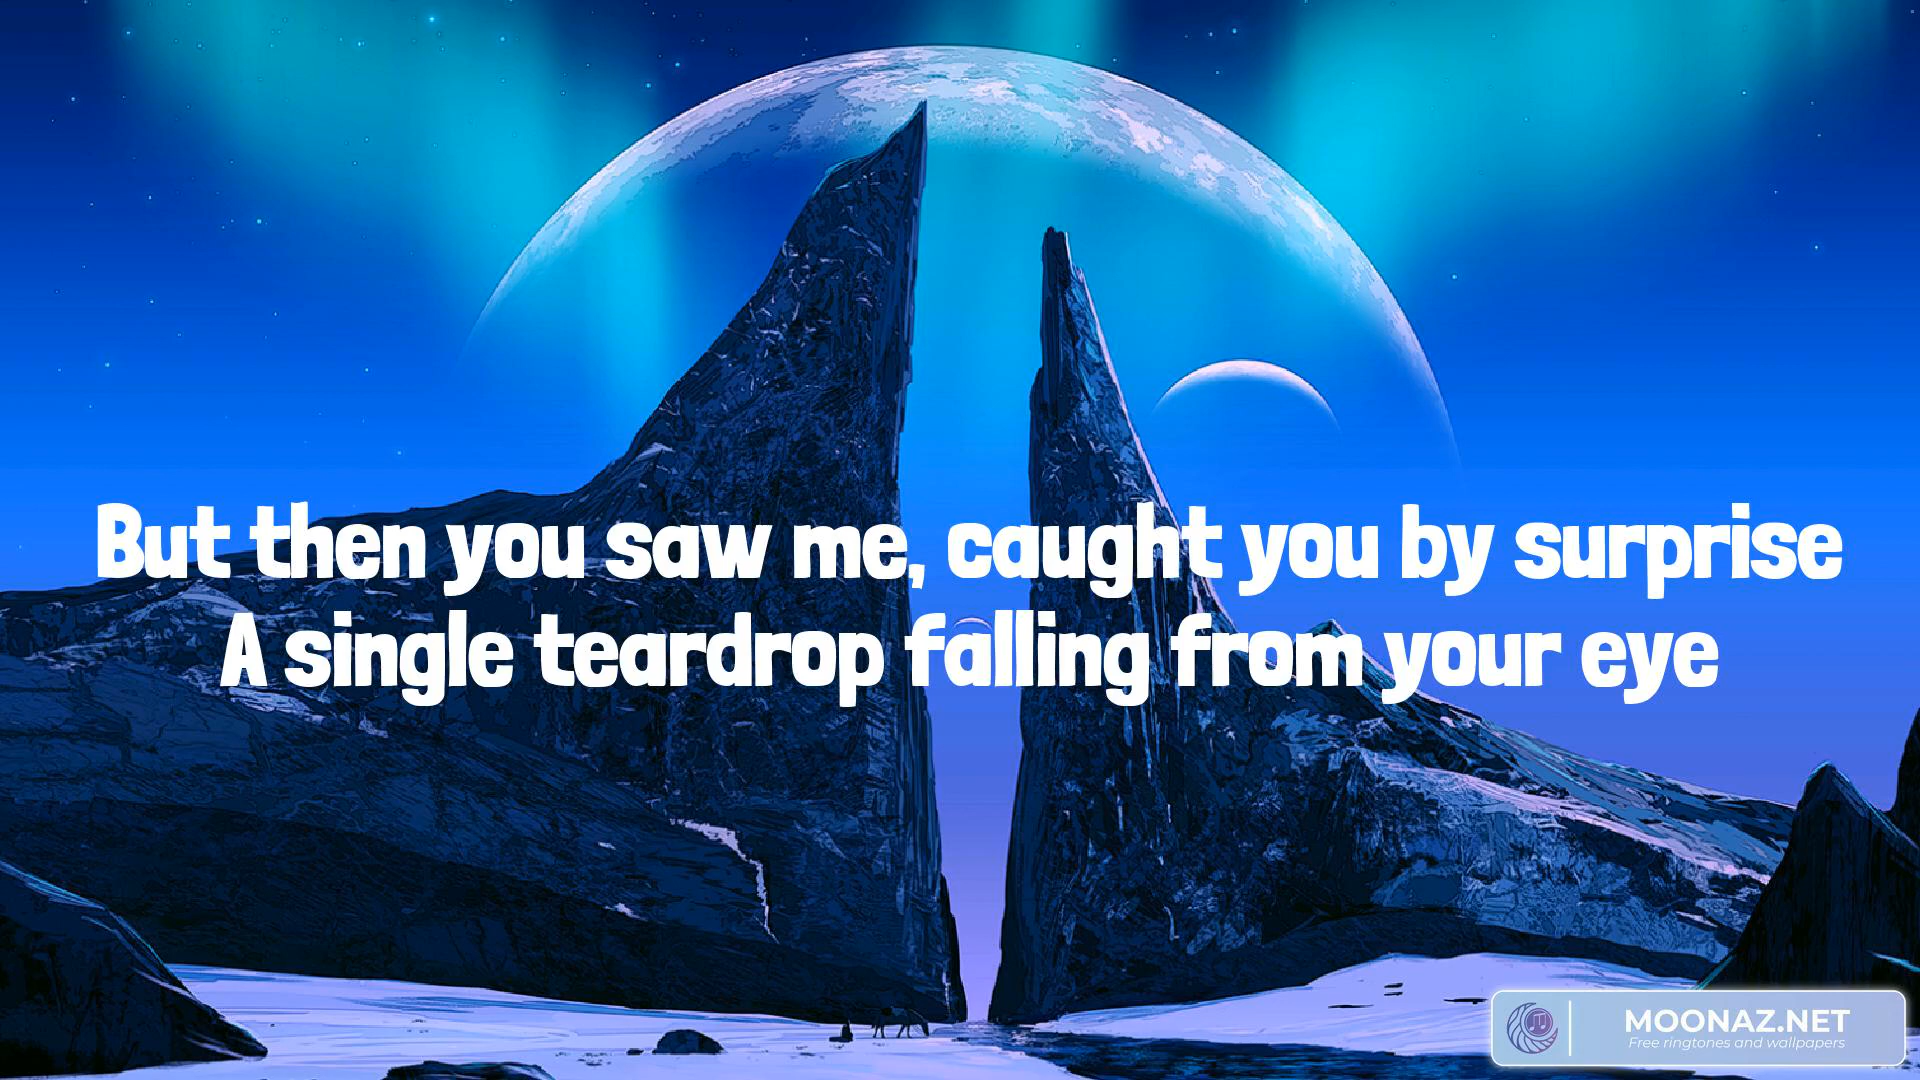 But then you saw me, caught you by surprise
A single teardrop falling from your eye
MOONAZ.NET
Free ringtones and wallpapers